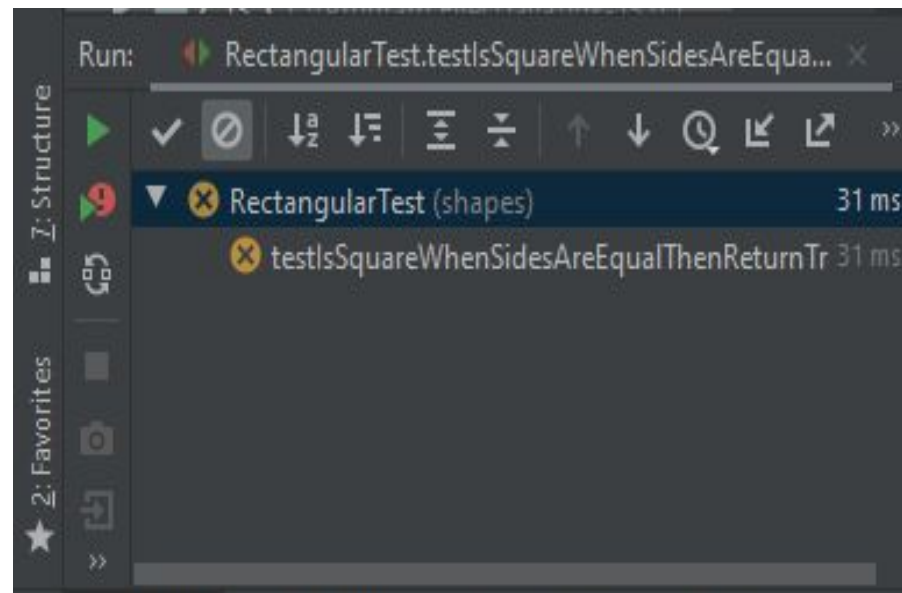 Run: RectangularTest.testIsSquareWhenSidesAreEqua...
7: Structure
RectangularTest (shapes) 31 ms
testIsSquareWhenSidesAreEqualThenReturnTr 31 ms
2: Favorites